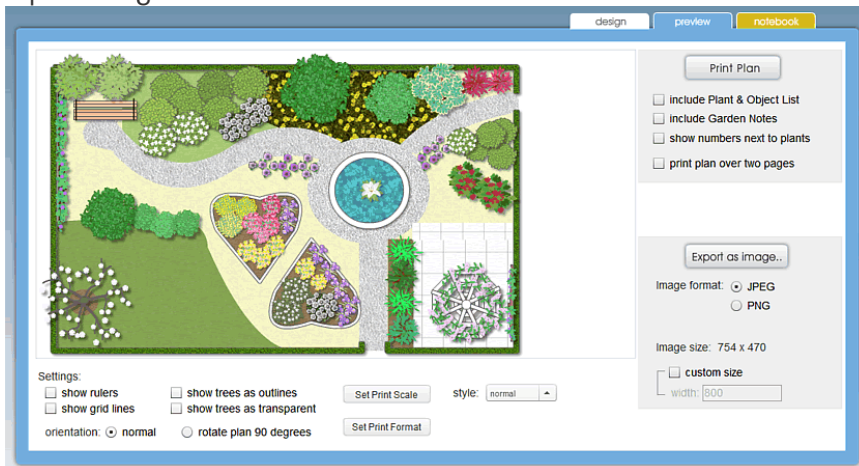 design preview notebook
Print Plan
include Plant & Object List
include Garden Notes
show numbers next to plants
print plan over two pages
Export as image..
Image format: JPEG
PNG
Image size: 754 x 470
custom size
width: 800
Settings:
show rulers show trees as outlines Set Print Scale style: normal
show grid lines show trees as transparent
orientation: normal rotate plan 90 degrees Set Print Format